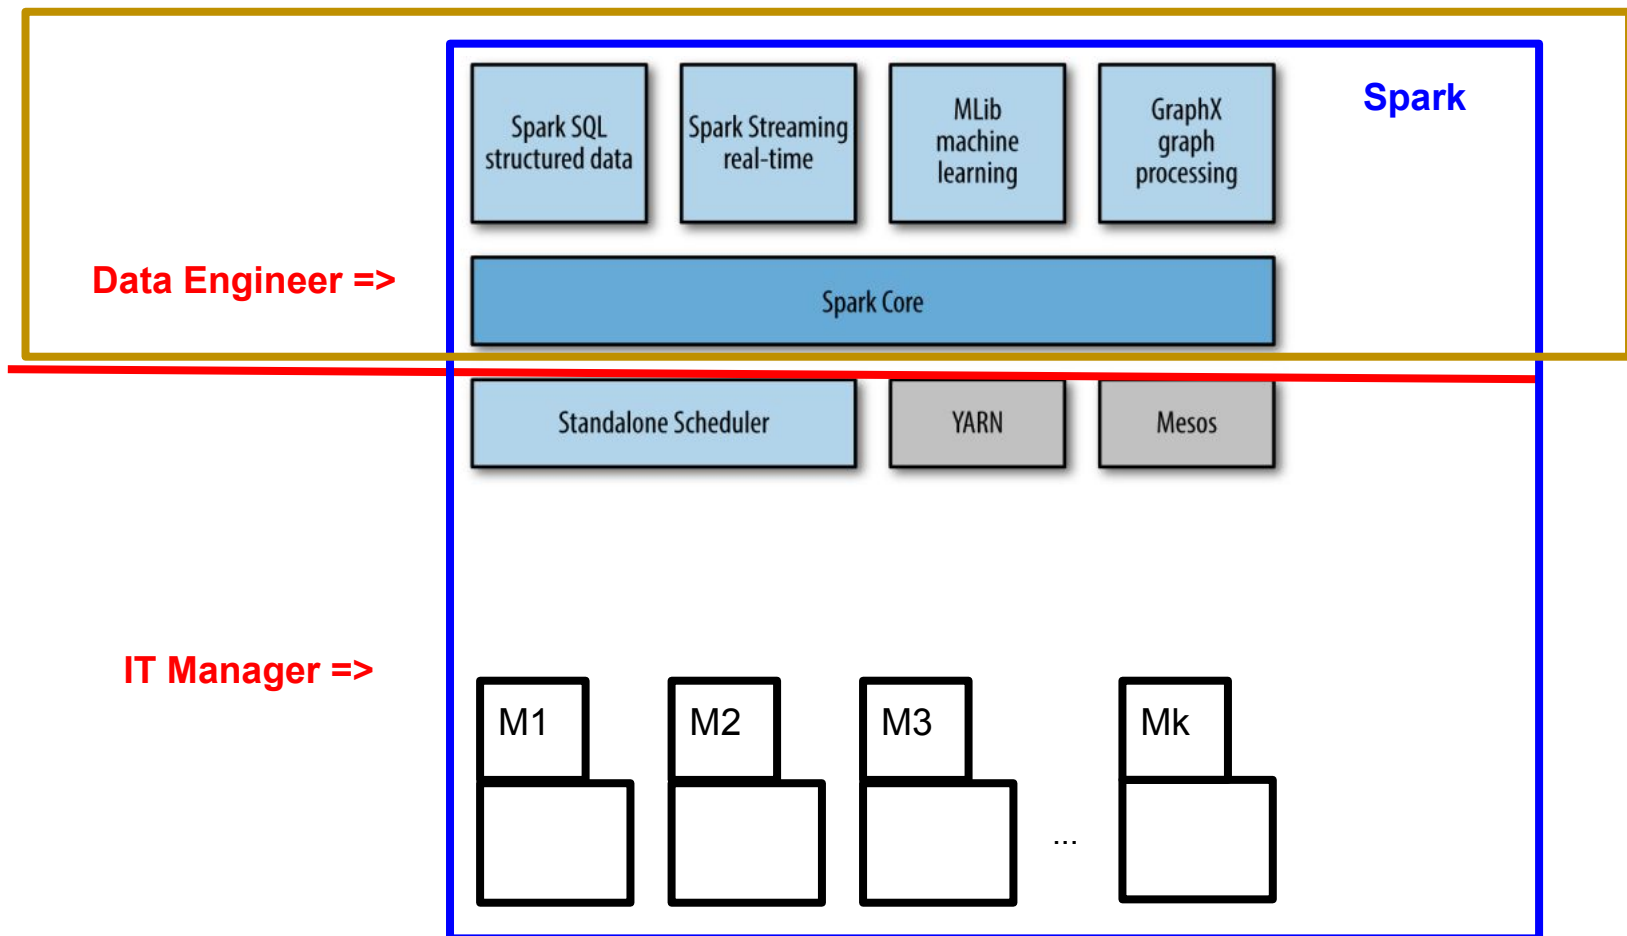 Spark
Spark SQL
structured data
Spark Streaming
real-time
MLib
machine
learning
GraphX
graph
processing
Data Engineer =>
Spark Core
Standalone Scheduler
YARN
Mesos
IT Manager =>
M1
M2
M3
...
Mk